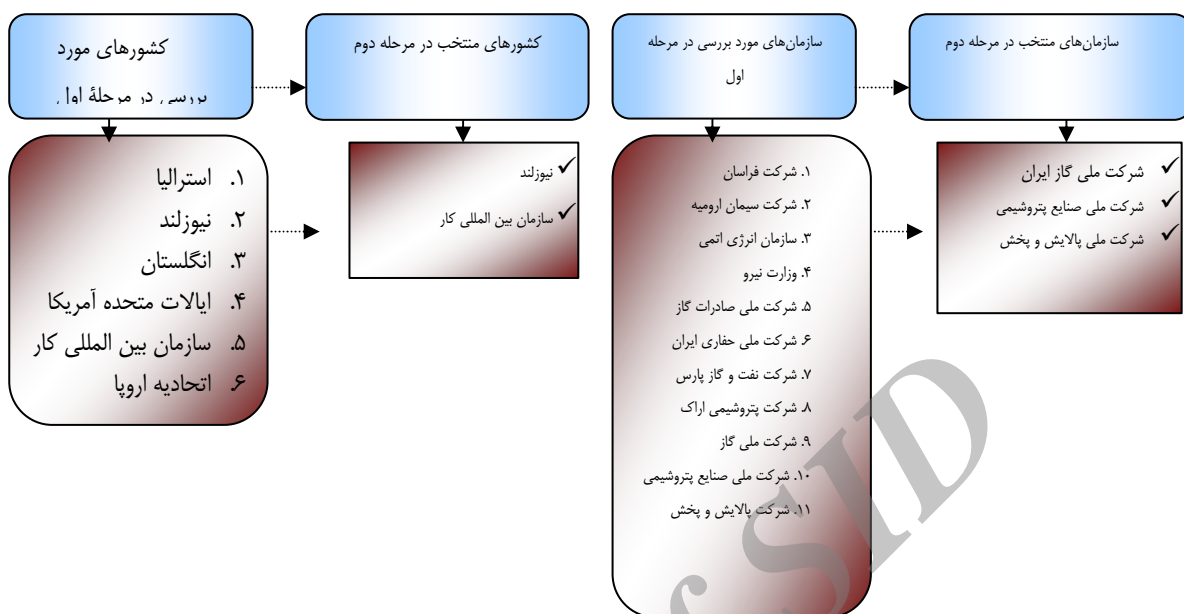 کشورهای مورد
بررسی در مرحلۀ اول
۱. استرالیا
۲. نیوزلند
۳. انگلستان
۴. ایالات متحده آمریکا
۵. سازمان بین المللی کار
۶. اتحادیه اروپا
کشورهای منتخب در مرحله دوم
✓ نیوزلند
✓ سازمان بین المللی کار
سازمان‌های مورد بررسی در مرحله
اول
۱. شرکت فراسان
۲. شرکت سیمان ارومیه
۳. سازمان انرژی اتمی
۴. وزارت نیرو
۵. شرکت ملی صادرات گاز
۶. شرکت ملی حفاری ایران
۷. شرکت نفت و گاز پارس
۸. شرکت پتروشیمی اراک
۹. شرکت ملی گاز
۱۰. شرکت ملی صنایع پتروشیمی
۱۱. شرکت پالایش و پخش
سازمان‌های منتخب در مرحله دوم
✓ شرکت ملی گاز ایران
✓ شرکت ملی صنایع پتروشیمی
✓ شرکت ملی پالایش و پخش
f SID